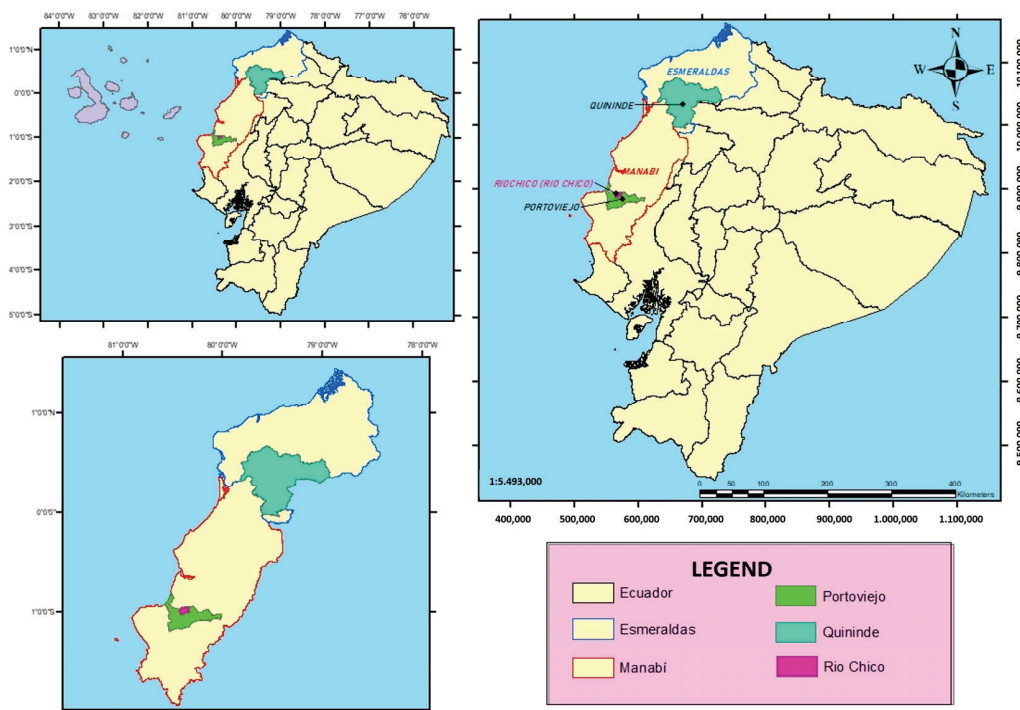 84°0'0"W 83°0'0"W 82°0'0"W 81°0'0"W 80°0'0"W 79°0'0"W 78°0'0"W 77°0'0"W 76°0'0"W
1°0'0"N
0°0'0"S
1°0'0"S
2°0'0"S
3°0'0"S
4°0'0"S
5°0'0"S
81°0'0"W 80°0'0"W 79°0'0"W 78°0'0"W
1°0'0"N
0°0'0"S
1°0'0"S
N
W E
S
ESMERALDAS
QUININDE
MANABI
RIOCHICO (RIO CHICO)
PORTOVIEJO
1:5.493,000
0 50 100 200 300 400
Kilometers
400,000 500,000 600,000 700,000 800,000 900,000 1.000,000 1.100,000
LEGEND
Ecuador
Esmeraldas
Manabí
Portoviejo
Quininde
Rio Chico